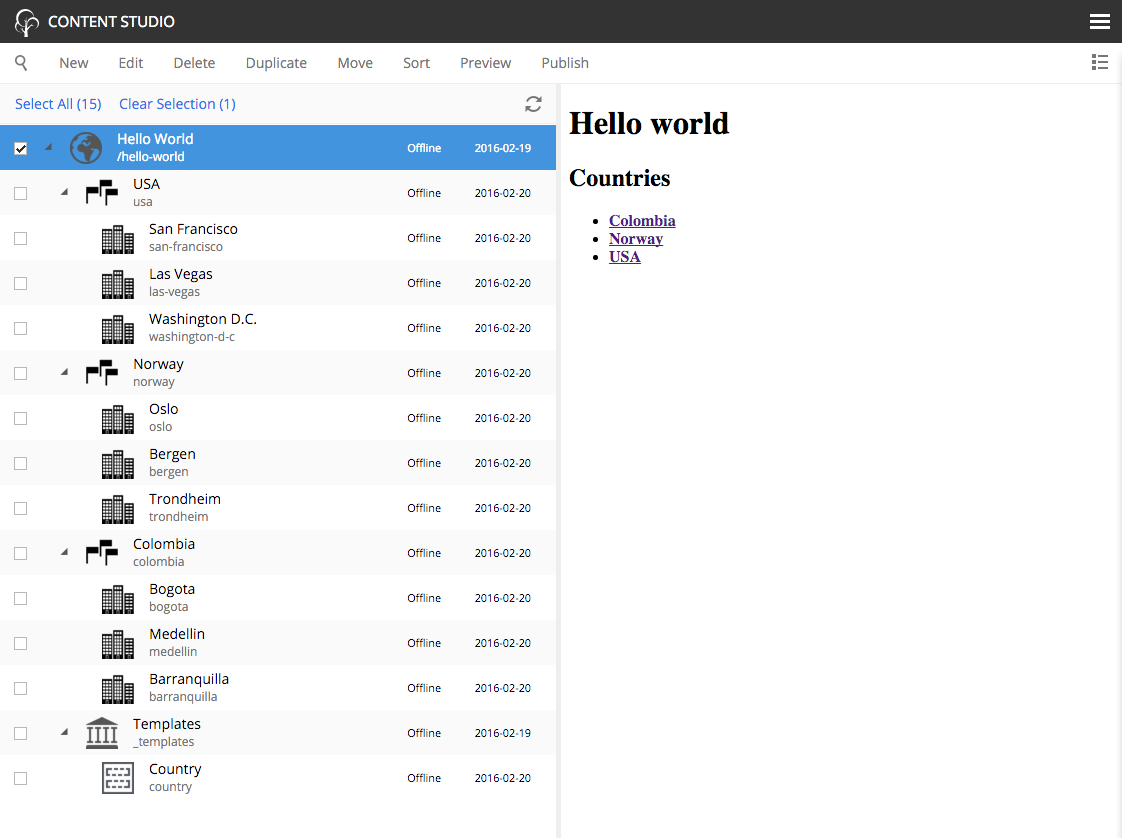 CONTENT STUDIO
New Edit Delete Duplicate Move Sort Preview Publish
Select All (15) Clear Selection (1)
Hello World Offline 2016-02-19
/hello-world
USA Offline 2016-02-20
usa
San Francisco Offline 2016-02-20
san-francisco
Las Vegas Offline 2016-02-20
las-vegas
Washington D.C. Offline 2016-02-20
washington-d-c
Norway Offline 2016-02-20
norway
Oslo Offline 2016-02-20
oslo
Bergen Offline 2016-02-20
bergen
Trondheim Offline 2016-02-20
trondheim
Colombia Offline 2016-02-20
colombia
Bogota Offline 2016-02-20
bogota
Medellin Offline 2016-02-20
medellin
Barranquilla Offline 2016-02-20
barranquilla
Templates Offline 2016-02-19
_templates
Country Offline 2016-02-20
country
Hello world
Countries
Colombia
Norway
USA